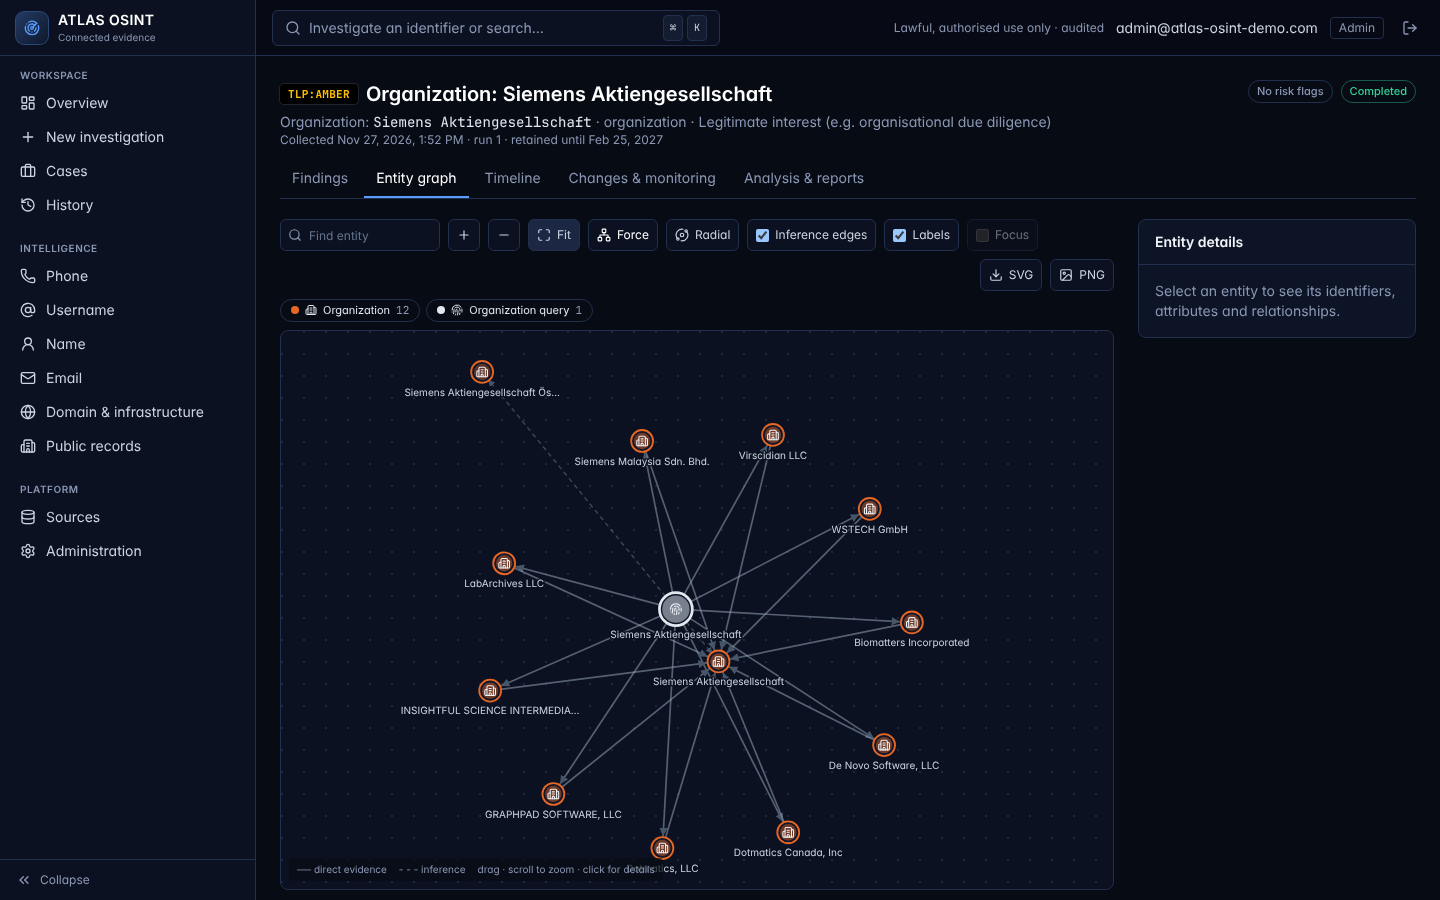 ATLAS OSINT
Connected evidence
Investigate an identifier or search...
⌘ K
Lawful, authorised use only · audited
admin@atlas-osint-demo.com
Admin
WORKSPACE
Overview
New investigation
Cases
History
INTELLIGENCE
Phone
Username
Name
Email
Domain & infrastructure
Public records
PLATFORM
Sources
Administration
Collapse
TLP:AMBER
Organization: Siemens Aktiengesellschaft
No risk flags
Completed
Organization: Siemens Aktiengesellschaft · organization · Legitimate interest (e.g. organisational due diligence)
Collected Nov 27, 2026, 1:52 PM · run 1 · retained until Feb 25, 2027
Findings
Entity graph
Timeline
Changes & monitoring
Analysis & reports
Find entity
Fit
Force
Radial
Inference edges
Labels
Focus
SVG
PNG
Organization 12
Organization query 1
Siemens Aktiengesellschaft Ös...
Siemens Malaysia Sdn. Bhd.
Virscidian LLC
WSTECH GmbH
LabArchives LLC
Siemens Aktiengesellschaft
Biomatters Incorporated
Siemens Aktiengesellschaft
INSIGHTFUL SCIENCE INTERMEDIA...
De Novo Software, LLC
GRAPHPAD SOFTWARE, LLC
Dotmatics Canada, Inc
LLC
direct evidence
inference
drag · scroll to zoom · click for details
Entity details
Select an entity to see its identifiers,
attributes and relationships.